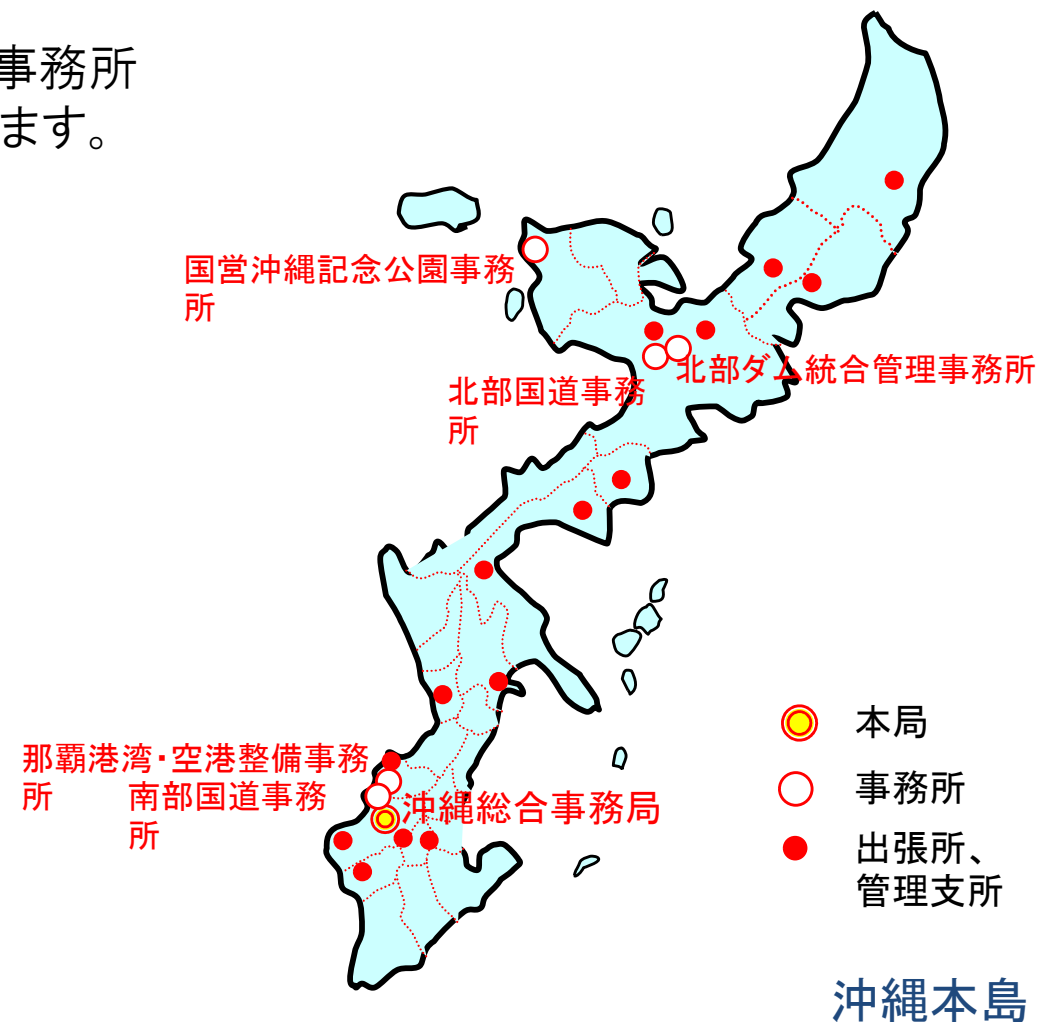 事務所
ます。
国営沖縄記念公園事務
所
北部ダム統合管理事務所
北部国道事務
所
那覇港湾・空港整備事務
所
南部国道事務
所
沖縄総合事務局
本局
事務所
出張所、
管理支所
沖縄本島